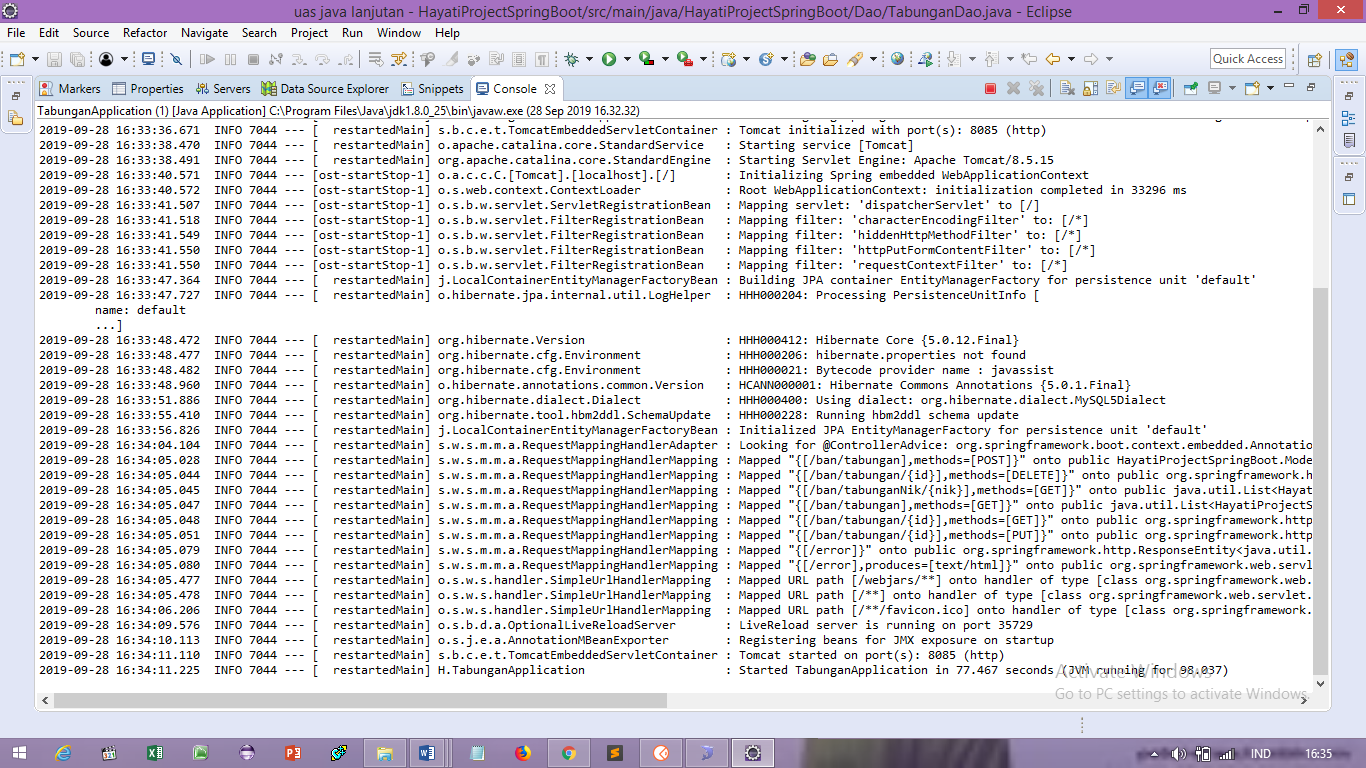 uas java lanjutan - HayatiProjectSpringBoot/src/main/java/HayatiProjectSpringBoot/Dao/TabunganDao.java - Eclipse
File Edit Source Refactor Navigate Search Project Run Window Help
Quick Access
Markers Properties Servers Data Source Explorer Snippets Console
TabunganApplication (1) [Java Application] C:\Program Files\Java\jdk1.8.0_25\bin\javaw.exe (28 Sep 2019 16.32.32)
2019-09-28 16:33:36.671  INFO 7044 --- [  restartedMain] s.b.c.e.t.TomcatEmbeddedServletContainer : Tomcat initialized with port(s): 8085 (http)
2019-09-28 16:33:38.470  INFO 7044 --- [  restartedMain] o.apache.catalina.core.StandardService   : Starting service [Tomcat]
2019-09-28 16:33:38.491  INFO 7044 --- [  restartedMain] org.apache.catalina.core.StandardEngine  : Starting Servlet Engine: Apache Tomcat/8.5.15
2019-09-28 16:33:40.571  INFO 7044 --- [ost-startStop-1] o.a.c.c.C.[Tomcat].[localhost].[/]       : Initializing Spring embedded WebApplicationContext
2019-09-28 16:33:40.572  INFO 7044 --- [ost-startStop-1] o.s.web.context.ContextLoader            : Root WebApplicationContext: initialization completed in 33296 ms
2019-09-28 16:33:41.507  INFO 7044 --- [ost-startStop-1] o.s.b.w.servlet.ServletRegistrationBean  : Mapping servlet: 'dispatcherServlet' to [/]
2019-09-28 16:33:41.518  INFO 7044 --- [ost-startStop-1] o.s.b.w.servlet.FilterRegistrationBean   : Mapping filter: 'characterEncodingFilter' to: [/*]
2019-09-28 16:33:41.549  INFO 7044 --- [ost-startStop-1] o.s.b.w.servlet.FilterRegistrationBean   : Mapping filter: 'hiddenHttpMethodFilter' to: [/*]
2019-09-28 16:33:41.550  INFO 7044 --- [ost-startStop-1] o.s.b.w.servlet.FilterRegistrationBean   : Mapping filter: 'httpPutFormContentFilter' to: [/*]
2019-09-28 16:33:41.550  INFO 7044 --- [ost-startStop-1] o.s.b.w.servlet.FilterRegistrationBean   : Mapping filter: 'requestContextFilter' to: [/*]
2019-09-28 16:33:47.364  INFO 7044 --- [  restartedMain] j.LocalContainerEntityManagerFactoryBean : Building JPA container EntityManagerFactory for persistence unit 'default'
2019-09-28 16:33:47.727  INFO 7044 --- [  restartedMain] o.hibernate.jpa.internal.util.LogHelper  : HHH000204: Processing PersistenceUnitInfo [
name: default
...]
2019-09-28 16:33:48.472  INFO 7044 --- [  restartedMain] org.hibernate.Version                    : HHH000412: Hibernate Core {5.0.12.Final}
2019-09-28 16:33:48.477  INFO 7044 --- [  restartedMain] org.hibernate.cfg.Environment            : HHH000206: hibernate.properties not found
2019-09-28 16:33:48.482  INFO 7044 --- [  restartedMain] org.hibernate.cfg.Environment            : HHH000021: Bytecode provider name : javassist
2019-09-28 16:33:48.960  INFO 7044 --- [  restartedMain] o.hibernate.annotations.common.Version   : HCANN000001: Hibernate Commons Annotations {5.0.1.Final}
2019-09-28 16:33:51.886  INFO 7044 --- [  restartedMain] org.hibernate.dialect.Dialect            : HHH000400: Using dialect: org.hibernate.dialect.MySQL5Dialect
2019-09-28 16:33:55.410  INFO 7044 --- [  restartedMain] org.hibernate.tool.hbm2ddl.SchemaUpdate  : HHH000228: Running hbm2ddl schema update
2019-09-28 16:33:56.826  INFO 7044 --- [  restartedMain] j.LocalContainerEntityManagerFactoryBean : Initialized JPA EntityManagerFactory for persistence unit 'default'
2019-09-28 16:34:04.104  INFO 7044 --- [  restartedMain] s.w.s.m.m.a.RequestMappingHandlerAdapter : Looking for @ControllerAdvice: org.springframework.boot.context.embedded.Annotatio
2019-09-28 16:34:05.028  INFO 7044 --- [  restartedMain] s.w.s.m.m.a.RequestMappingHandlerMapping : Mapped "{[/ban/tabungan],methods=[POST]}" onto public HayatiProjectSpringBoot.Mode
2019-09-28 16:34:05.044  INFO 7044 --- [  restartedMain] s.w.s.m.m.a.RequestMappingHandlerMapping : Mapped "{[/ban/tabungan/{id}],methods=[DELETE]}" onto public org.springframework.h
2019-09-28 16:34:05.045  INFO 7044 --- [  restartedMain] s.w.s.m.m.a.RequestMappingHandlerMapping : Mapped "{[/ban/tabunganNik/{nik}],methods=[GET]}" onto public java.util.List<Hayat
2019-09-28 16:34:05.047  INFO 7044 --- [  restartedMain] s.w.s.m.m.a.RequestMappingHandlerMapping : Mapped "{[/ban/tabungan],methods=[GET]}" onto public java.util.List<HayatiProjectS
2019-09-28 16:34:05.048  INFO 7044 --- [  restartedMain] s.w.s.m.m.a.RequestMappingHandlerMapping : Mapped "{[/ban/tabungan/{id}],methods=[GET]}" onto public org.springframework.http
2019-09-28 16:34:05.051  INFO 7044 --- [  restartedMain] s.w.s.m.m.a.RequestMappingHandlerMapping : Mapped "{[/ban/tabungan/{id}],methods=[PUT]}" onto public org.springframework.http
2019-09-28 16:34:05.079  INFO 7044 --- [  restartedMain] s.w.s.m.m.a.RequestMappingHandlerMapping : Mapped "{[/error]}" onto public org.springframework.http.ResponseEntity<java.util.
2019-09-28 16:34:05.080  INFO 7044 --- [  restartedMain] s.w.s.m.m.a.RequestMappingHandlerMapping : Mapped "{[/error],produces=[text/html]}" onto public org.springframework.web.servl
2019-09-28 16:34:05.477  INFO 7044 --- [  restartedMain] o.s.w.s.handler.SimpleUrlHandlerMapping  : Mapped URL path [/webjars/**] onto handler of type [class org.springframework.web.
2019-09-28 16:34:05.478  INFO 7044 --- [  restartedMain] o.s.w.s.handler.SimpleUrlHandlerMapping  : Mapped URL path [/**] onto handler of type [class org.springframework.web.servlet.
2019-09-28 16:34:06.206  INFO 7044 --- [  restartedMain] o.s.w.s.handler.SimpleUrlHandlerMapping  : Mapped URL path [/**/favicon.ico] onto handler of type [class org.springframework.
2019-09-28 16:34:09.576  INFO 7044 --- [  restartedMain] o.s.b.d.a.OptionalLiveReloadServer       : LiveReload server is running on port 35729
2019-09-28 16:34:10.113  INFO 7044 --- [  restartedMain] o.s.j.e.a.AnnotationMBeanExporter        : Registering beans for JMX exposure on startup
2019-09-28 16:34:11.110  INFO 7044 --- [  restartedMain] s.b.c.e.t.TomcatEmbeddedServletContainer : Tomcat started on port(s): 8085 (http)
2019-09-28 16:34:11.225  INFO 7044 --- [  restartedMain] H.TabunganApplication                    : Started TabunganApplication in 77.467 seconds (JVM running for 98.037)
Activate Windows
Go to PC settings to activate Windows.
IND 16:35